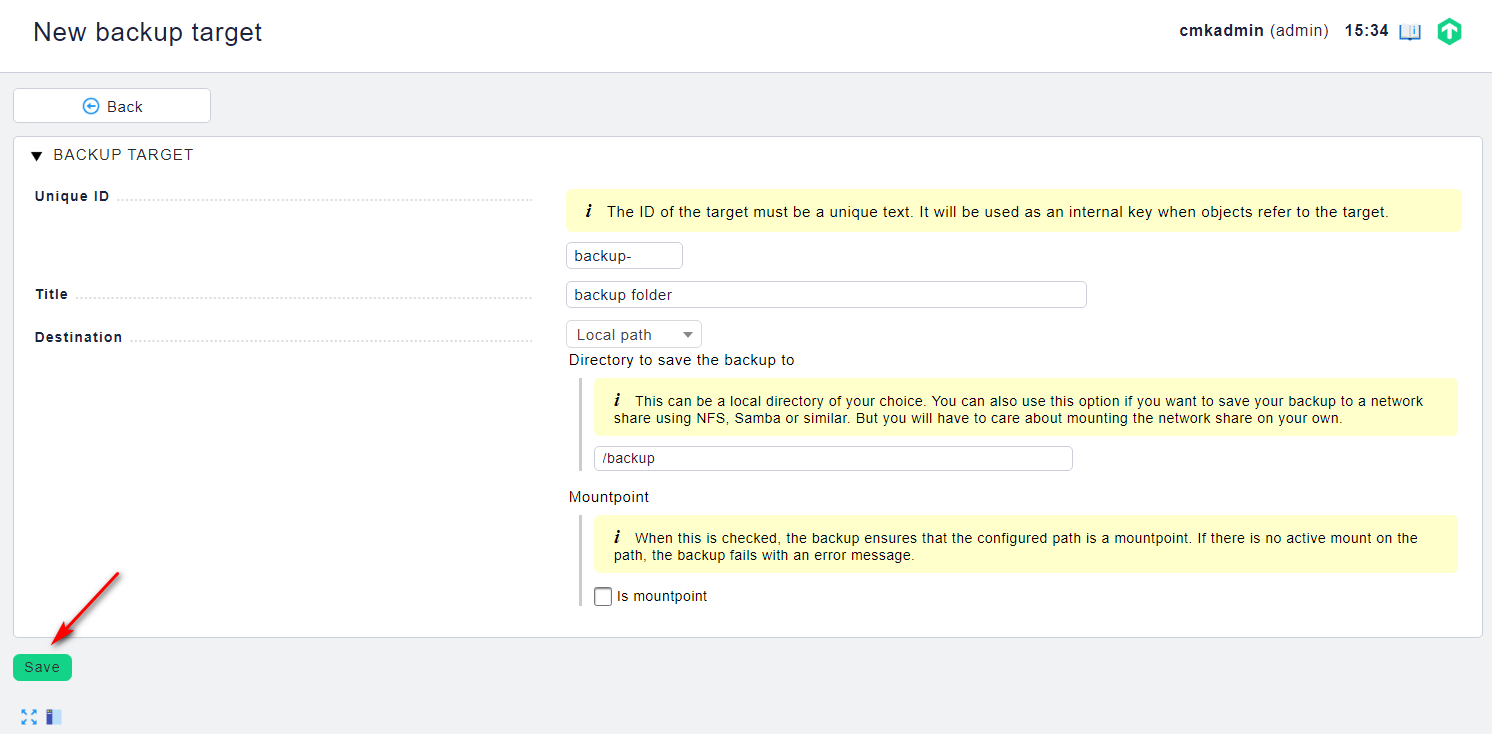 New backup target
cmkadmin (admin) 15:34
Back
BACKUP TARGET
Unique ID
i The ID of the target must be a unique text. It will be used as an internal key when objects refer to the target.
backup-
Title
backup folder
Destination
Local path
Directory to save the backup to
i This can be a local directory of your choice. You can also use this option if you want to save your backup to a network
share using NFS, Samba or similar. But you will have to care about mounting the network share on your own.
/backup
Mountpoint
i When this is checked, the backup ensures that the configured path is a mountpoint. If there is no active mount on the
path, the backup fails with an error message.
Is mountpoint
Save